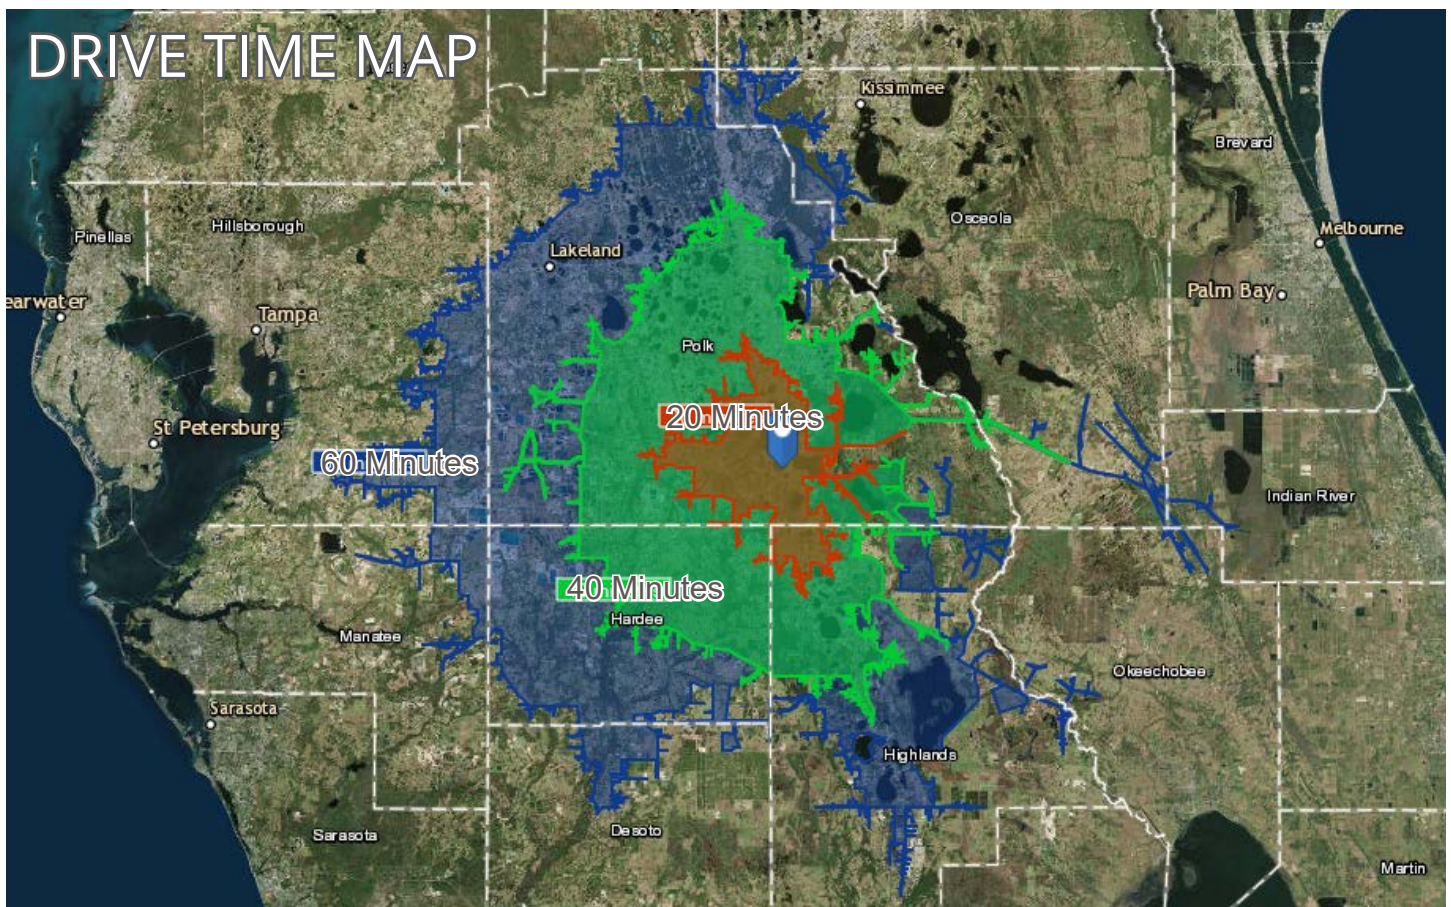 DRIVE TIME MAP
Kissimmee
Brevard
Osceola
Pinellas
Hillsborough
Melbourne
Lakeland
Palm Bay
earwater
Tampa
Polk
20 Minutes
St Petersburg
60 Minutes
Indian River
40 Minutes
Hardee
Manatee
Okeechobee
Sarasota
Highlands
Desoto
Sarasota
Martin